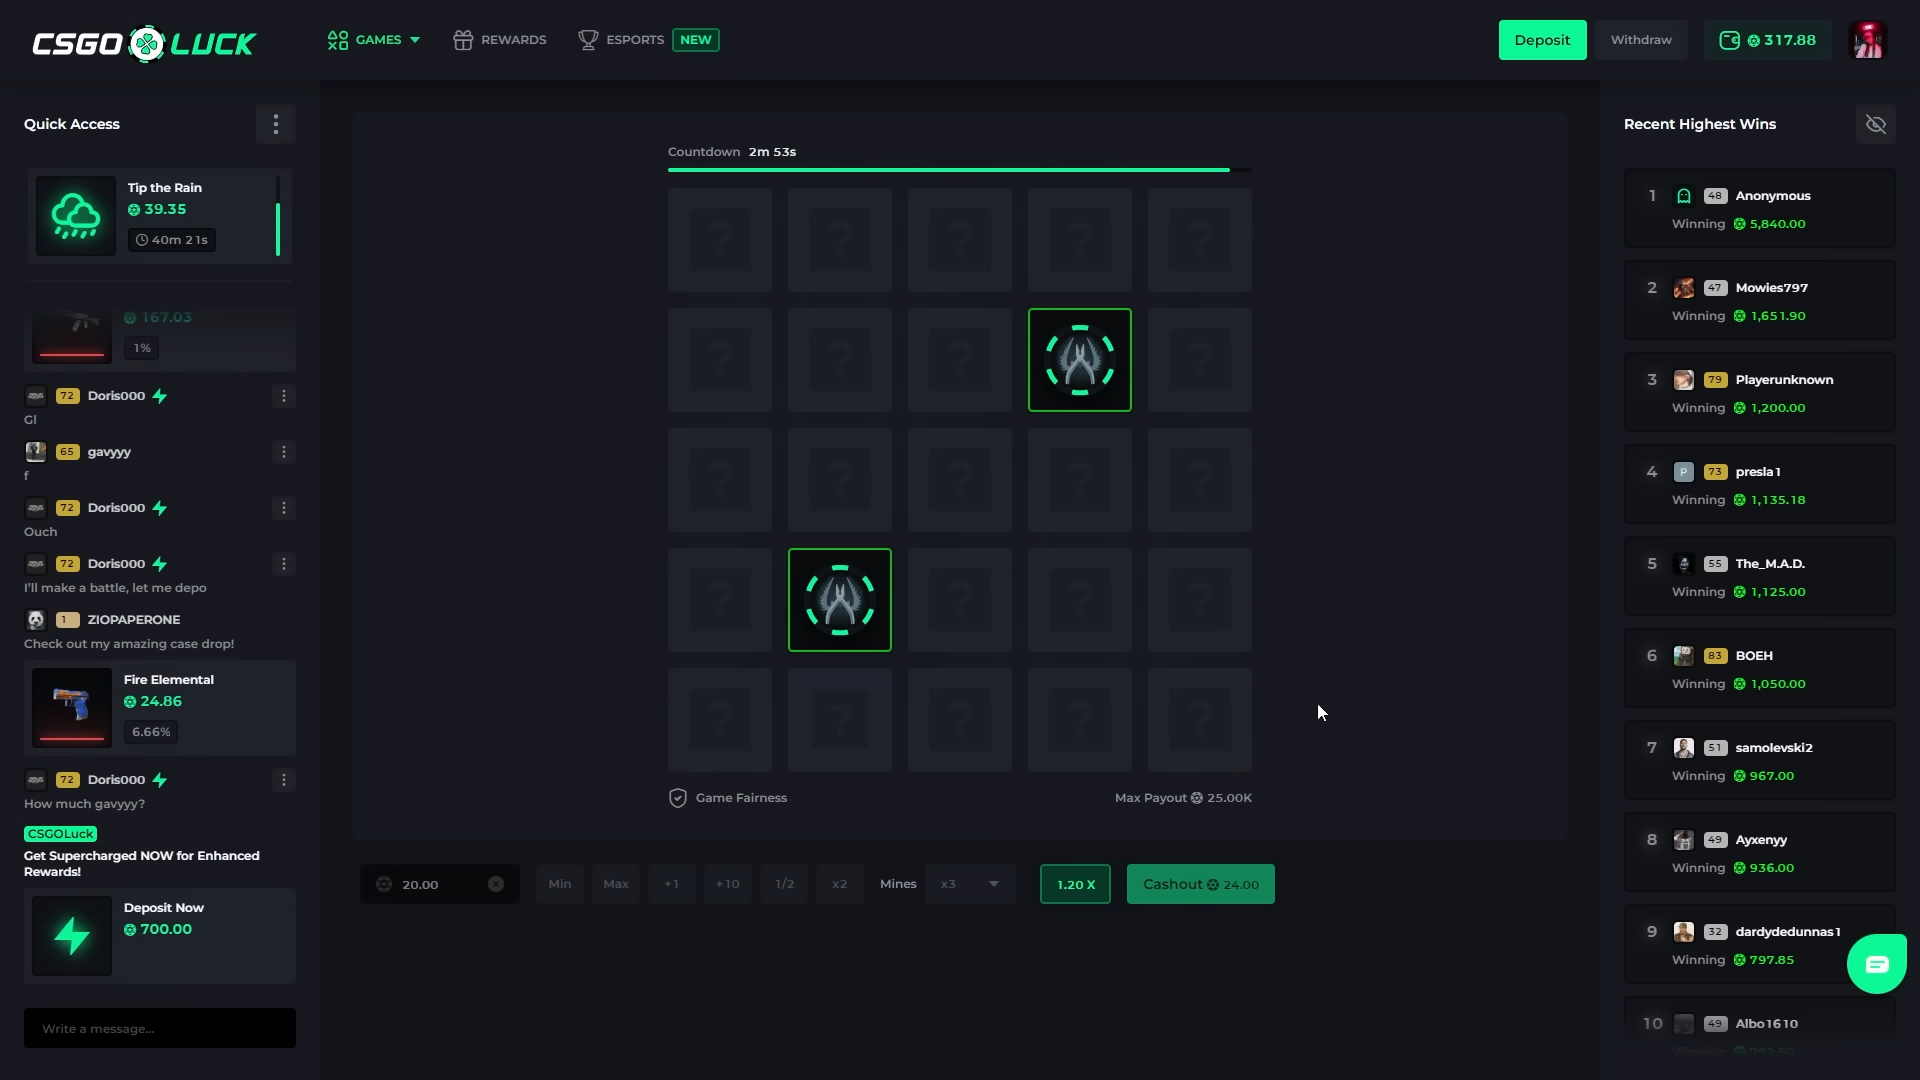 CSGO LUCK
GAMES
REWARDS
ESPORTS
NEW
Deposit
Withdraw
317.88
Quick Access
Tip the Rain
39.35
40m 21s
167.03
1%
72 Doris000
Gl
65 gavyyy
f
72 Doris000
Ouch
72 Doris000
I'll make a battle, let me depo
1 ZIOPAPERONE
Check out my amazing case drop!
Fire Elemental
24.86
6.66%
72 Doris000
How much gavyyy?
CSGOLuck
Get Supercharged NOW for Enhanced
Rewards!
Deposit Now
700.00
Write a message...
Countdown 2m 53s
? ? ? ? ?
? ? ? ?
? ? ? ? ?
? ? ? ?
? ? ? ? ?
Game Fairness
Max Payout 25.00K
20.00
Min
Max
+1
+10
1/2
x2
Mines
x3
1.20 X
Cashout 24.00
Recent Highest Wins
1 48 Anonymous
Winning 5,840.00
2 47 Mowies797
Winning 1,651.90
3 79 Playerunknown
Winning 1,200.00
4 P 73 presla1
Winning 1,135.18
5 55 The_M.A.D.
Winning 1,125.00
6 83 BOEH
Winning 1,050.00
7 51 samolevski2
Winning 967.00
8 49 Ayxenyy
Winning 936.00
9 32 dardydedunnas1
Winning 797.85
10 49 Albo1610
Winning